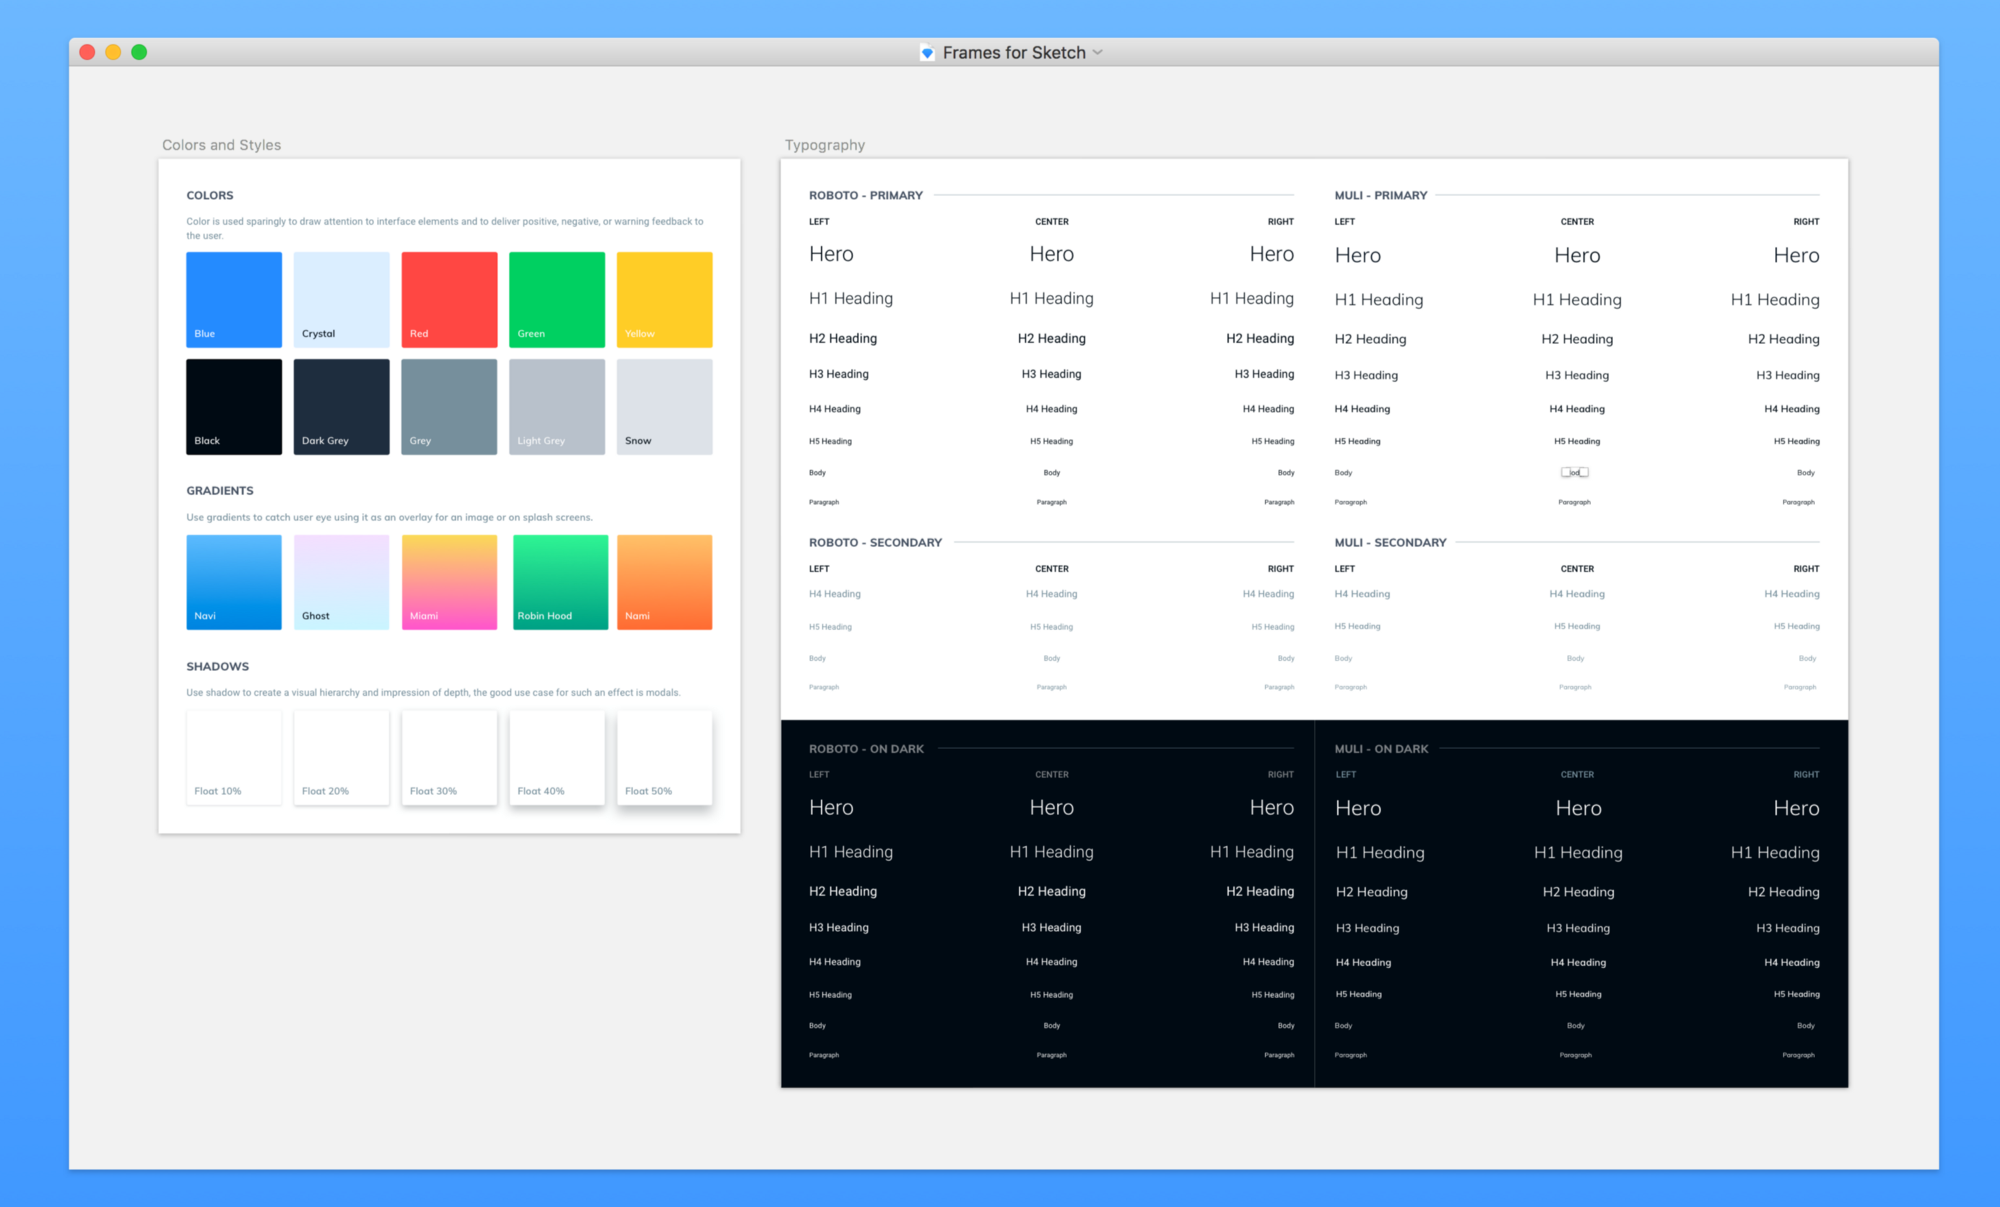 Frames for Sketch
Colors and Styles
COLORS
Color is used sparingly to draw attention to interface elements and to deliver positive, negative, or warning feedback to
the user.
Blue Crystal Red Green Yellow
Black Dark Grey Grey Light Grey Snow
GRADIENTS
Use gradients to catch user eye using it as an overlay for an image or on splash screens.
Navi Ghost Miami Robin Hood Nami
SHADOWS
Use shadow to create a visual hierarchy and impression of depth, the good use case for such an effect is modals.
Float 10% Float 20% Float 30% Float 40% Float 50%
Typography
ROBOTO - PRIMARY
LEFT CENTER RIGHT
Hero Hero Hero
H1 Heading H1 Heading H1 Heading
H2 Heading H2 Heading H2 Heading
H3 Heading H3 Heading H3 Heading
H4 Heading H4 Heading H4 Heading
H5 Heading H5 Heading H5 Heading
Body Body Body
Paragraph Paragraph Paragraph
MULI - PRIMARY
LEFT CENTER RIGHT
Hero Hero Hero
H1 Heading H1 Heading H1 Heading
H2 Heading H2 Heading H2 Heading
H3 Heading H3 Heading H3 Heading
H4 Heading H4 Heading H4 Heading
H5 Heading H5 Heading H5 Heading
Body Body
Paragraph Paragraph Paragraph
ROBOTO - SECONDARY
LEFT CENTER RIGHT
H4 Heading H4 Heading H4 Heading
H5 Heading H5 Heading H5 Heading
Body Body Body
Paragraph Paragraph Paragraph
MULI - SECONDARY
LEFT CENTER RIGHT
H4 Heading H4 Heading H4 Heading
H5 Heading H5 Heading H5 Heading
Body Body Body
Paragraph Paragraph Paragraph
ROBOTO - ON DARK
LEFT CENTER RIGHT
Hero Hero Hero
H1 Heading H1 Heading H1 Heading
H2 Heading H2 Heading H2 Heading
H3 Heading H3 Heading H3 Heading
H4 Heading H4 Heading H4 Heading
H5 Heading H5 Heading H5 Heading
Body Body Body
Paragraph Paragraph Paragraph
MULI - ON DARK
LEFT CENTER RIGHT
Hero Hero Hero
H1 Heading H1 Heading H1 Heading
H2 Heading H2 Heading H2 Heading
H3 Heading H3 Heading H3 Heading
H4 Heading H4 Heading H4 Heading
H5 Heading H5 Heading H5 Heading
Body Body Body
Paragraph Paragraph Paragraph